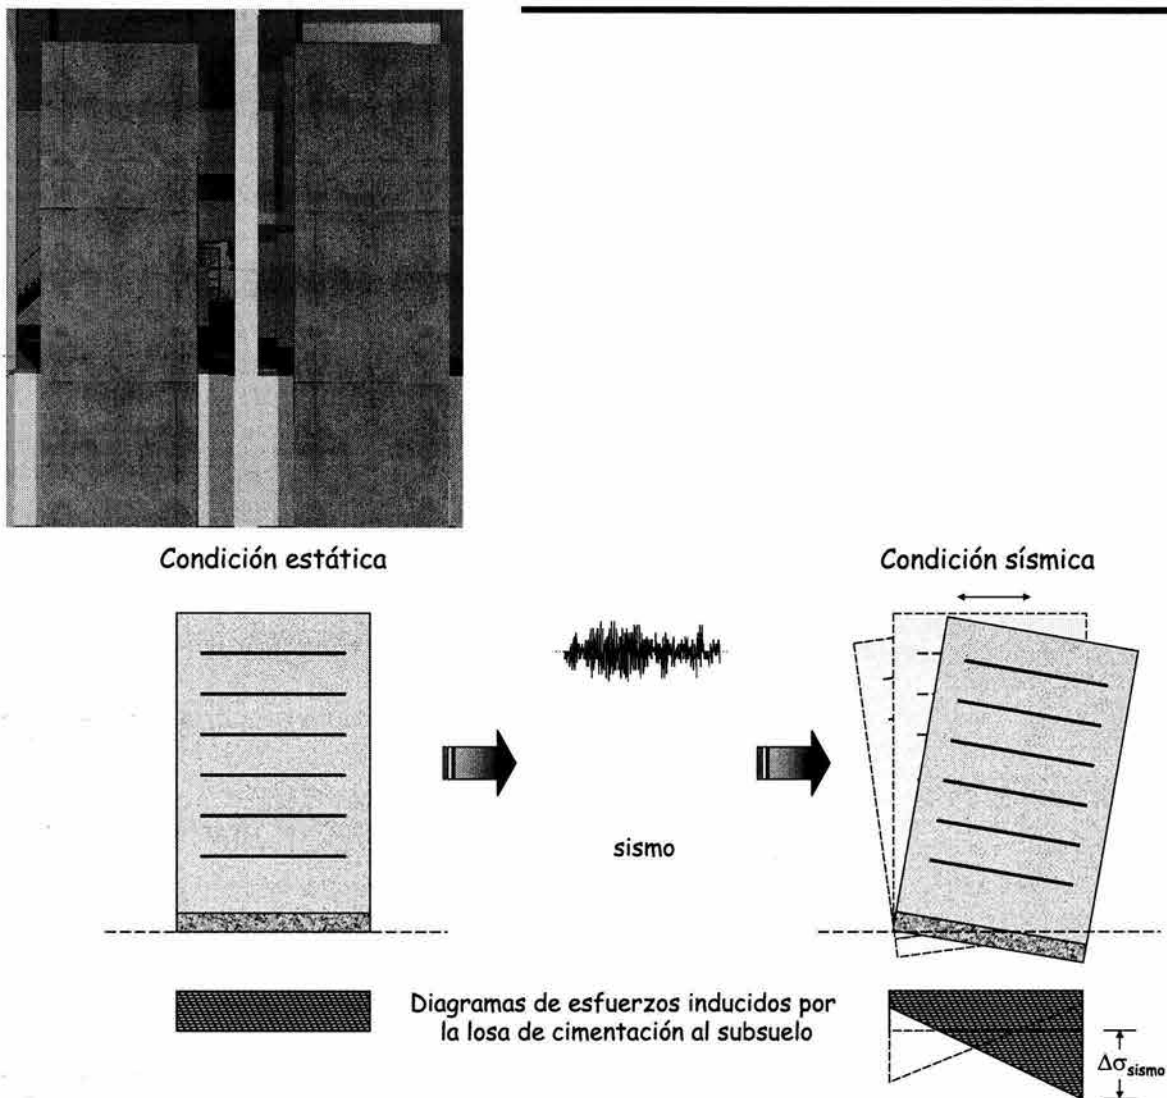 Condición estática
Condición sísmica
sismo
Diagramas de esfuerzos inducidos por
la losa de cimentación al subsuelo
Δσsismo